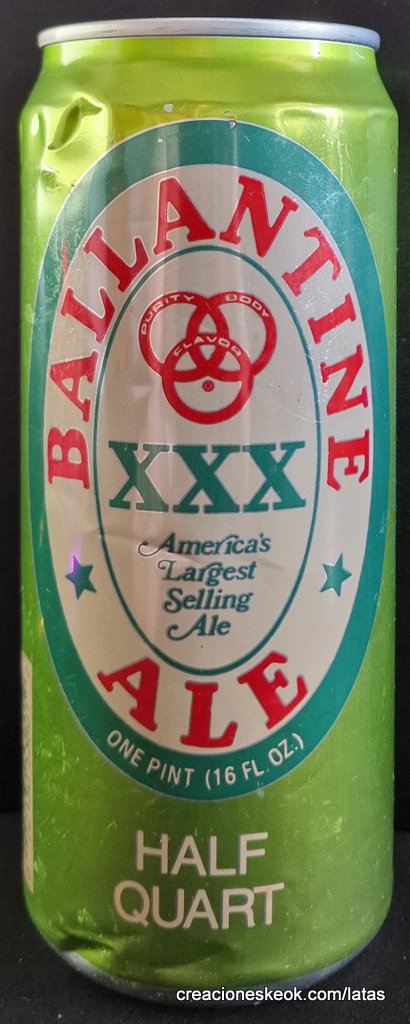 BALLANTINE
PURITY BODY
FLAVOR
XXX
America's
Largest
Selling
Ale
ALE
ONE PINT (16 FL. OZ.)
HALF
QUART
creacioneskeok.com/latas